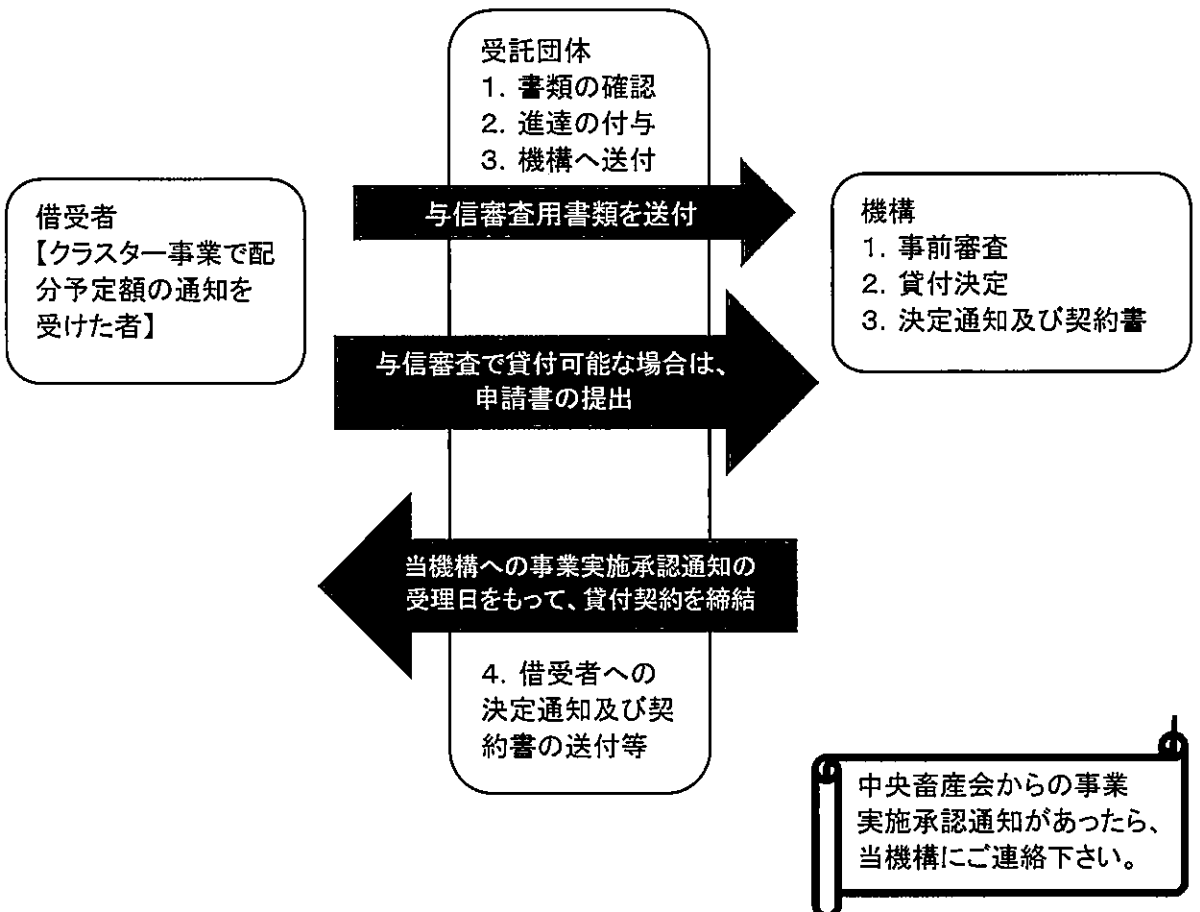 受託団体
1. 書類の確認
2. 進達の付与
3. 機構へ送付
与信審査用書類を送付
借受者
【クラスター事業で配
分予定額の通知を
受けた者】
機構
1. 事前審査
2. 貸付決定
3. 決定通知及び契約書
与信審査で貸付可能な場合は、
申請書の提出
当機構への事業実施承認通知の
受理日をもって、貸付契約を締結
4. 借受者への
決定通知及び契
約書の送付等
中央畜産会からの事業
実施承認通知があったら、
当機構にご連絡下さい。